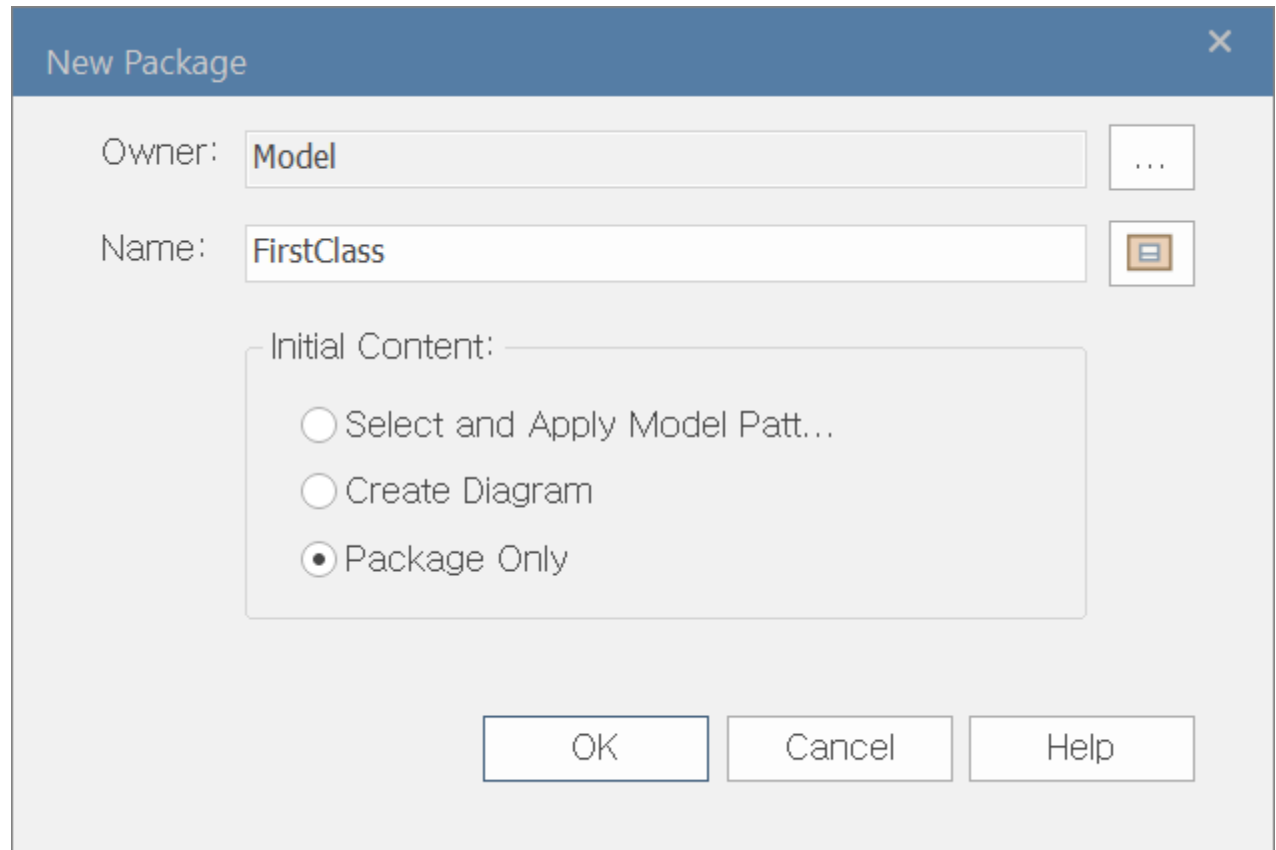 New Package
Owner: Model ...
Name: FirstClass
Initial Content:
Select and Apply Model Patt...
Create Diagram
Package Only
OK Cancel Help